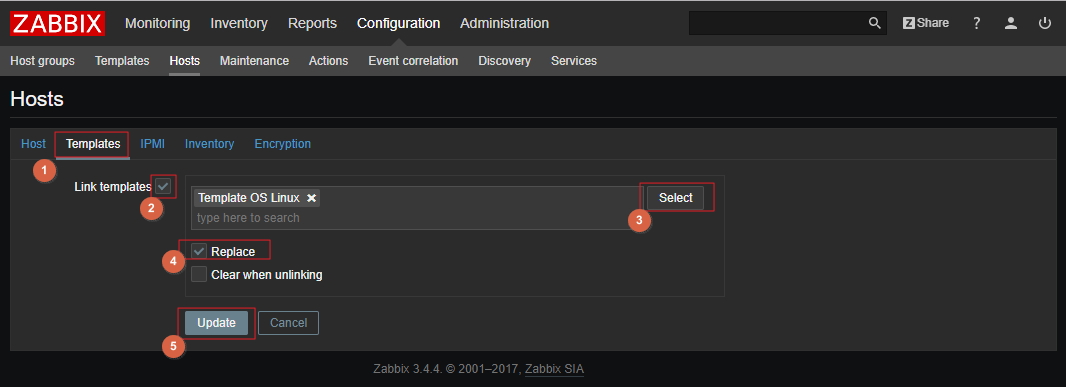 ZABBIX Monitoring Inventory Reports Configuration Administration Z Share ?
Host groups Templates Hosts Maintenance Actions Event correlation Discovery Services
Hosts
Host Templates IPMI Inventory Encryption
1
Link templates Template OS Linux Select
2 type here to search 3
4 Replace
Clear when unlinking
Update Cancel
5
Zabbix 3.4.4. © 2001–2017, Zabbix SIA